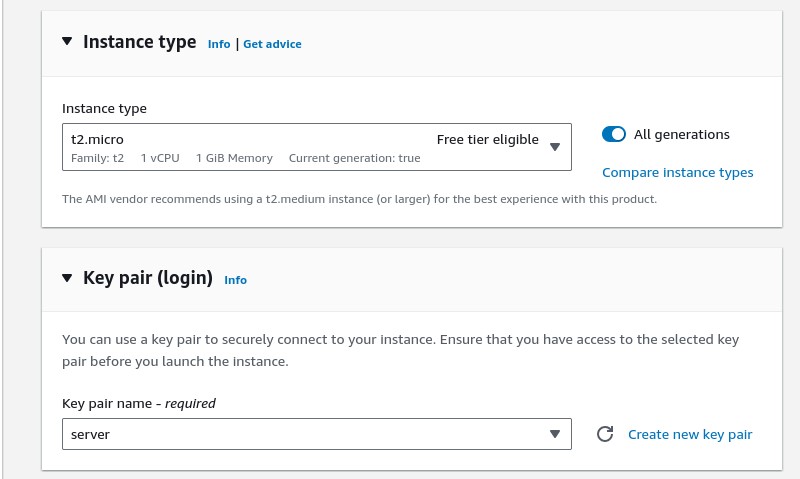 Instance type Info | Get advice
Instance type
t2.micro Free tier eligible
Family: t2 1 vCPU 1 GiB Memory Current generation: true
All generations
Compare instance types
The AMI vendor recommends using a t2.medium instance (or larger) for the best experience with this product.
Key pair (login) Info
You can use a key pair to securely connect to your instance. Ensure that you have access to the selected key
pair before you launch the instance.
Key pair name - required
server
Create new key pair